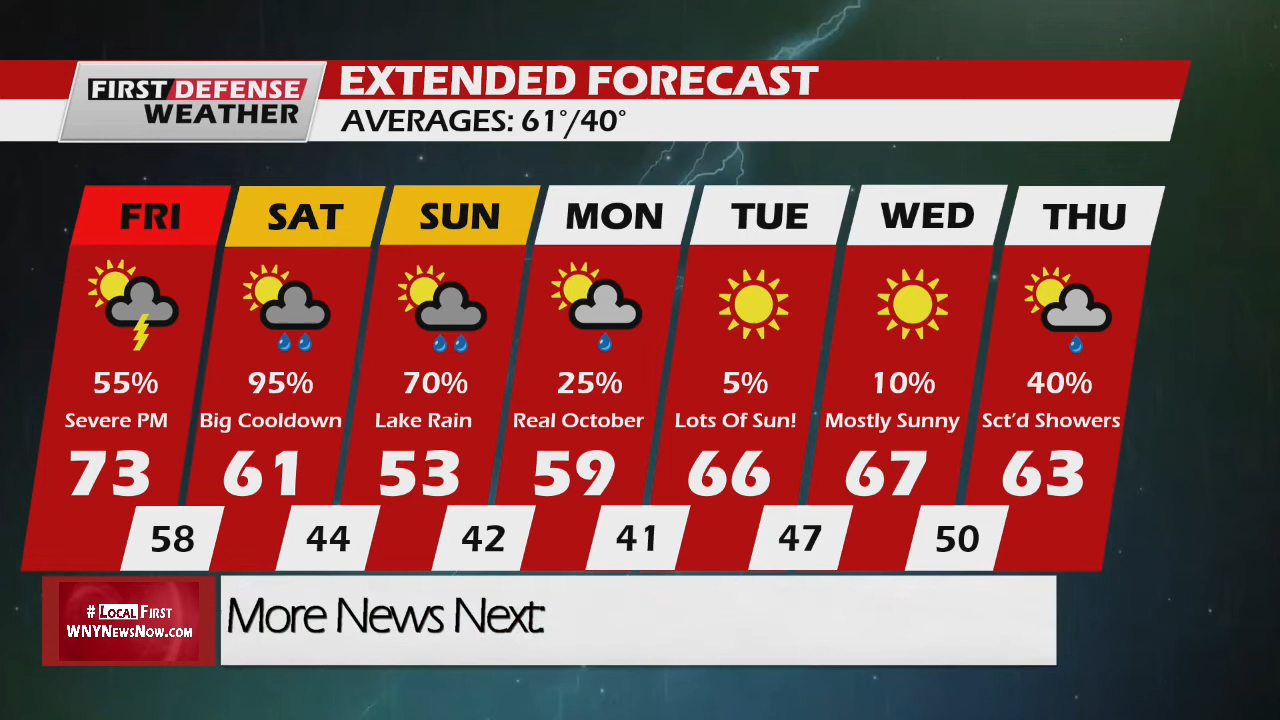 FIRST DEFENSE
WEATHER
EXTENDED FORECAST
AVERAGES: 61°/40°
FRI SAT SUN MON TUE WED THU
55% 95% 70% 25% 5% 10% 40%
Severe PM Big Cooldown Lake Rain Real October Lots Of Sun! Mostly Sunny Sct'd Showers
73 61 53 59 66 67 63
58 44 42 41 47 50
# LOCAL FIRST
WNYNewsNow.com
More News Next: